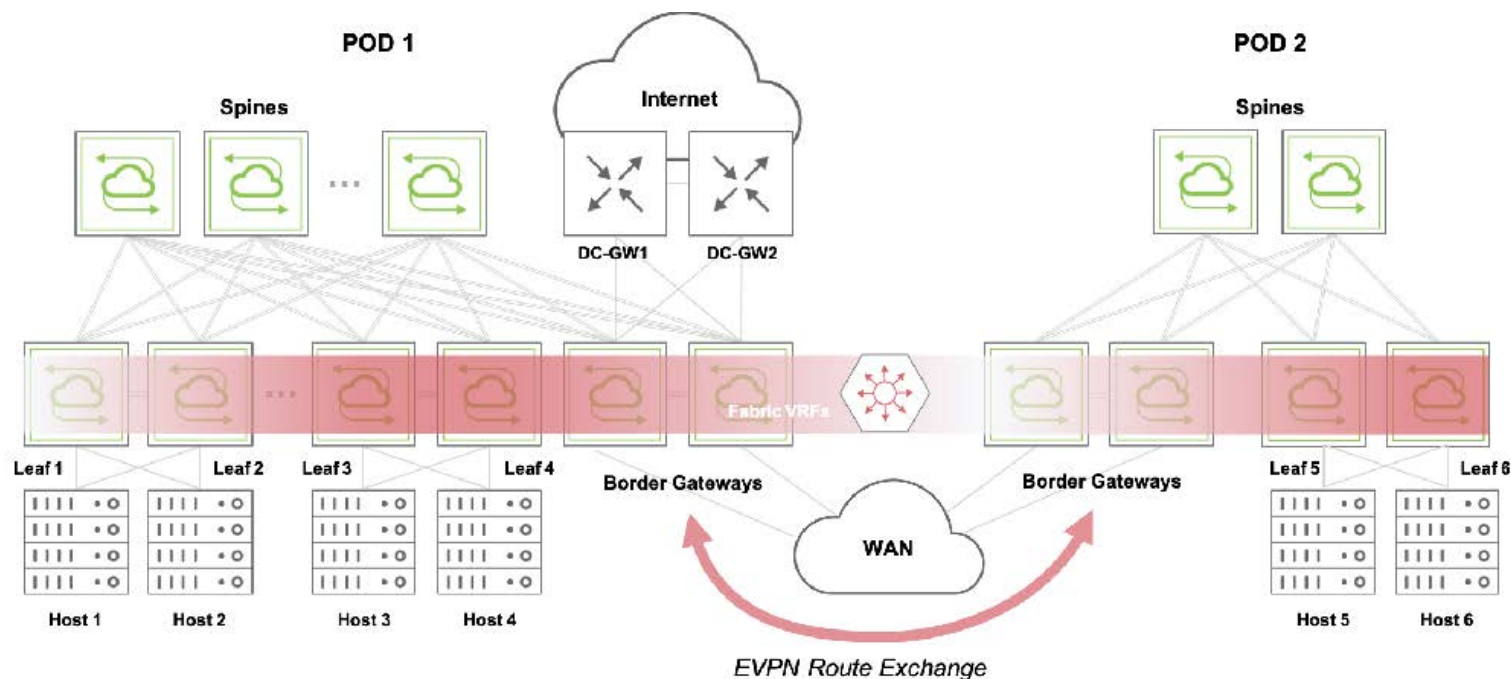 POD 1
POD 2
Internet
Spines
Spines
DC-GW1
DC-GW2
Fabric VRFs
Leaf 1
Leaf 2
Leaf 3
Leaf 4
Border Gateways
Border Gateways
Leaf 5
Leaf 6
WAN
Host 1
Host 2
Host 3
Host 4
Host 5
Host 6
EVPN Route Exchange